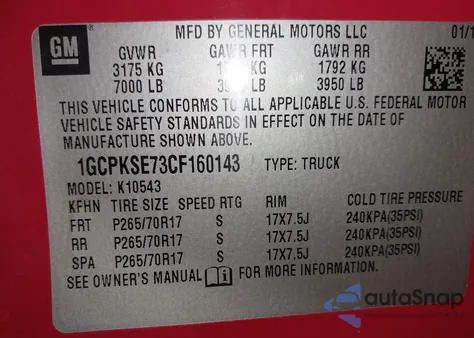 MFD BY GENERAL MOTORS LLC 01/1
GM
GVWR GAWR FRT GAWR RR
3175 KG KG 1792 KG
7000 LB LB 3950 LB
THIS VEHICLE CONFORMS TO ALL APPLICABLE U.S. FEDERAL MOTOR
VEHICLE SAFETY STANDARDS IN EFFECT ON THE DATE OF
MANUFACTURE SHOWN ABOVE.
1GCPKSE73CF160143 TYPE: TRUCK
MODEL: K10543
KFHN TIRE SIZE SPEED RTG RIM COLD TIRE PRESSURE
FRT P265/70R17 S 17X7.5J 240KPA(35PSI)
RR P265/70R17 S 17X7.5J 240KPA(35PSI)
SPA P265/70R17 S 17X7.5J 240KPA(35PSI)
SEE OWNER'S MANUAL FOR MORE INFORMATION.
autoSnap